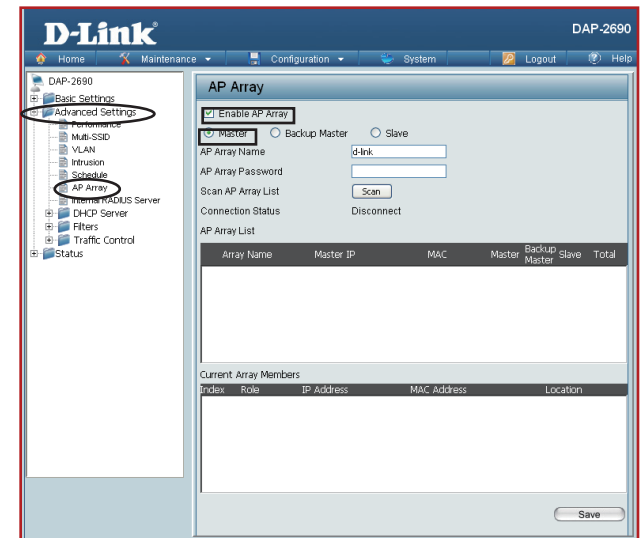 D-Link®
DAP-2690
Home Maintenance Configuration System Logout Help
DAP-2690
Basic Settings
Advanced Settings
Performance
Multi-SSID
VLAN
Intrusion
Schedule
AP Array
Internal RADIUS Server
DHCP Server
Filters
Traffic Control
Status
AP Array
Enable AP Array
Master Backup Master Slave
AP Array Name d-link
AP Array Password
Scan AP Array List Scan
Connection Status Disconnect
AP Array List
Array Name Master IP MAC Master Backup Master Slave Total
Current Array Members
Index Role IP Address MAC Address Location
Save